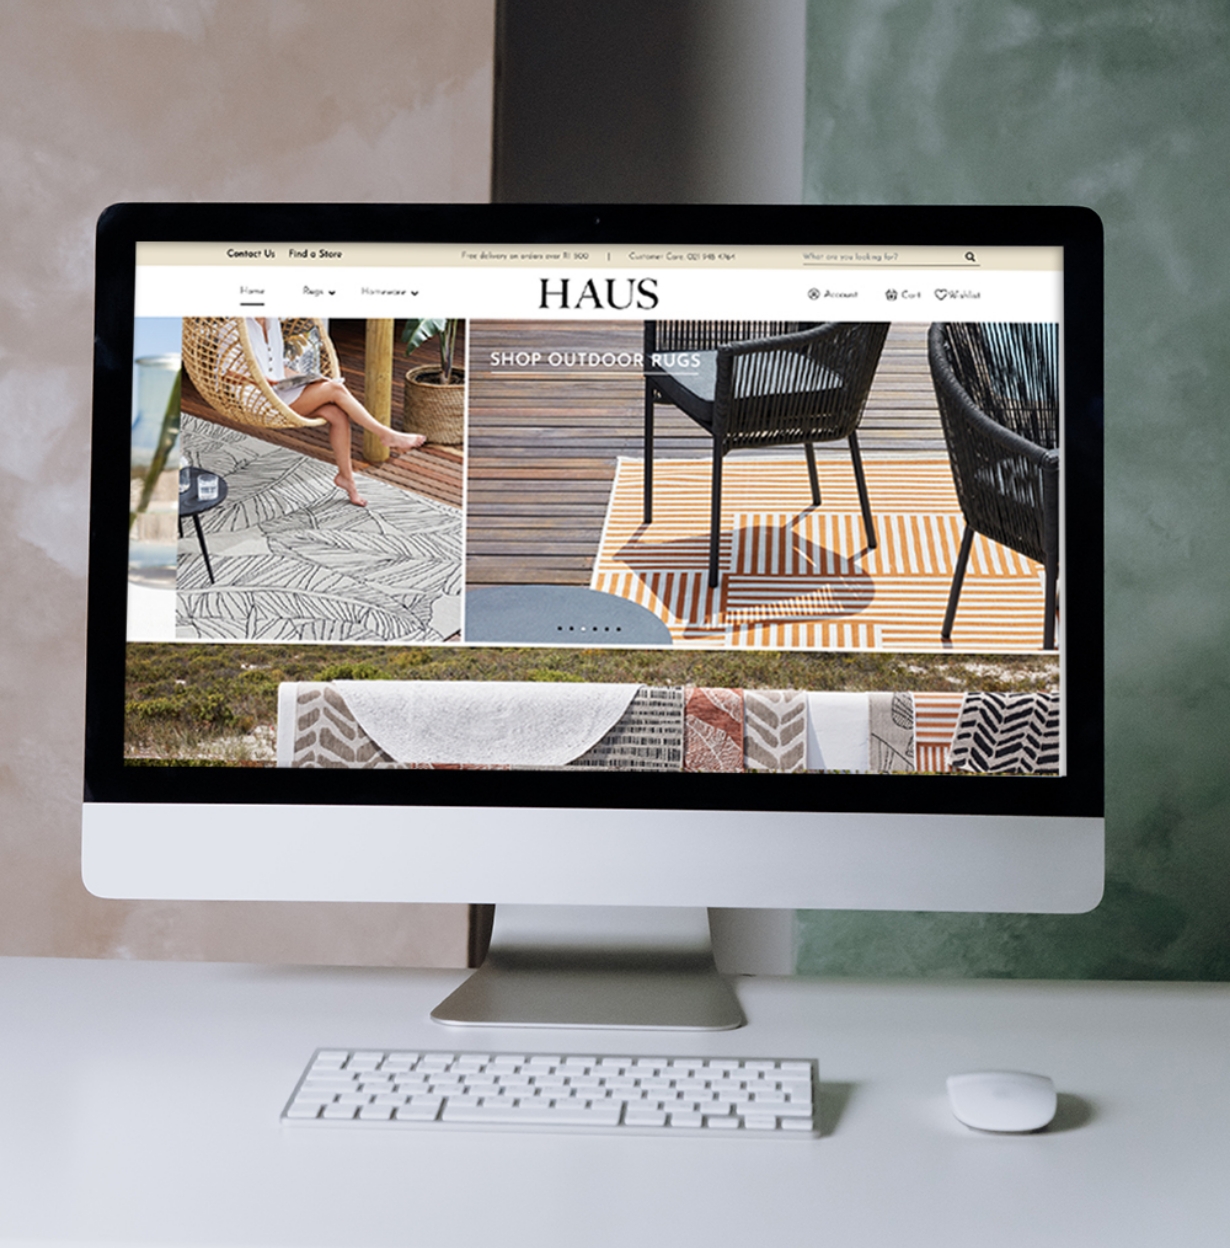 Contact Us Find a Store Free delivery on orders over R1 500 | Customer Care: 021 948 4764 What are you looking for?
Home Rugs Homeware HAUS Account Cart Wishlist
SHOP OUTDOOR RUGS